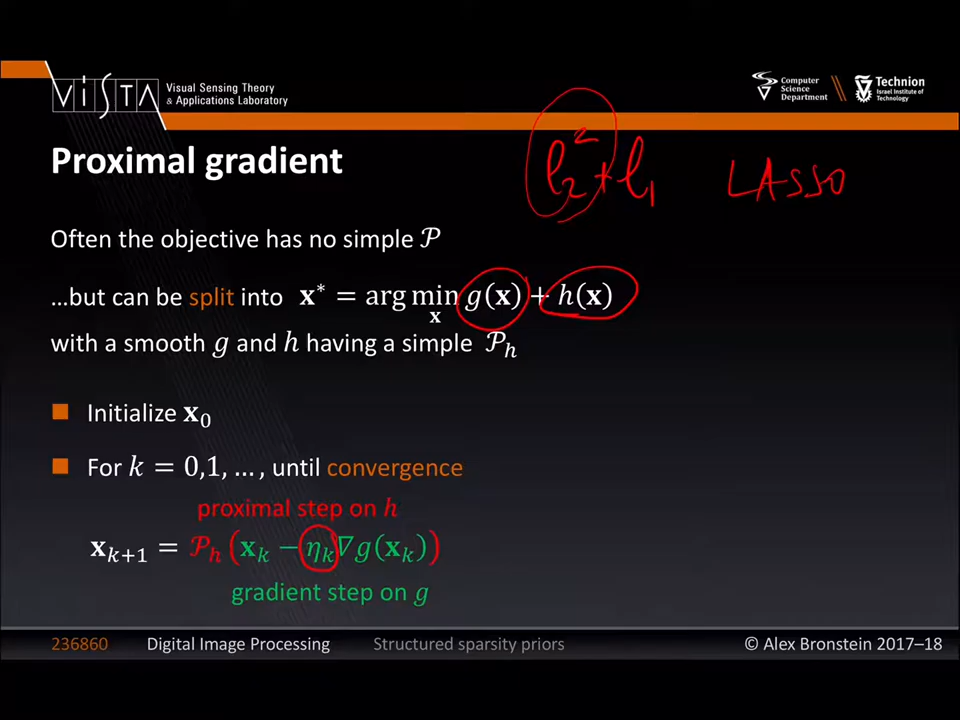 ViSTA
Visual Sensing Theory
& Applications Laboratory
Computer
Science
Department
Technion
Israel Institute of
Technology
Proximal gradient
ℓ₂² + ℓ₁ LASSO
Often the objective has no simple 𝒫
...but can be split into x* = arg min g(x) + h(x)
x
with a smooth g and h having a simple 𝒫ₕ
Initialize x₀
For k = 0,1, ... , until convergence
proximal step on h
xₖ₊₁ = 𝒫ₕ (xₖ − ηₖ∇g(xₖ))
gradient step on g
236860 Digital Image Processing Structured sparsity priors © Alex Bronstein 2017–18